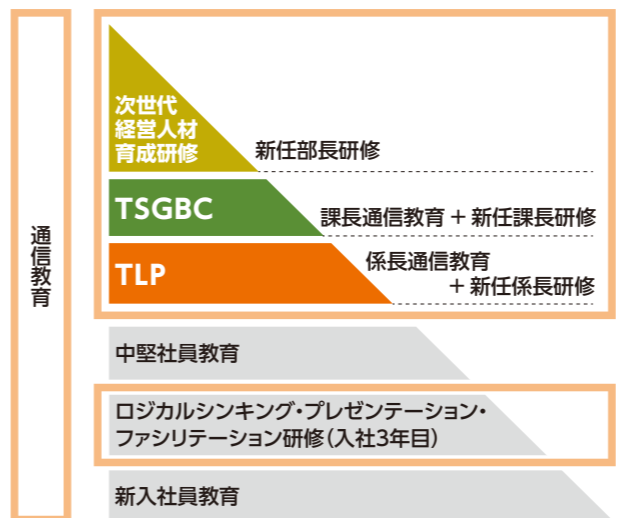 通信教育
次世代
経営人材
育成研修
新任部長研修
TSGBC
課長通信教育 + 新任課長研修
TLP
係長通信教育
+ 新任係長研修
中堅社員教育
ロジカルシンキング・プレゼンテーション・
ファシリテーション研修(入社3年目)
新入社員教育